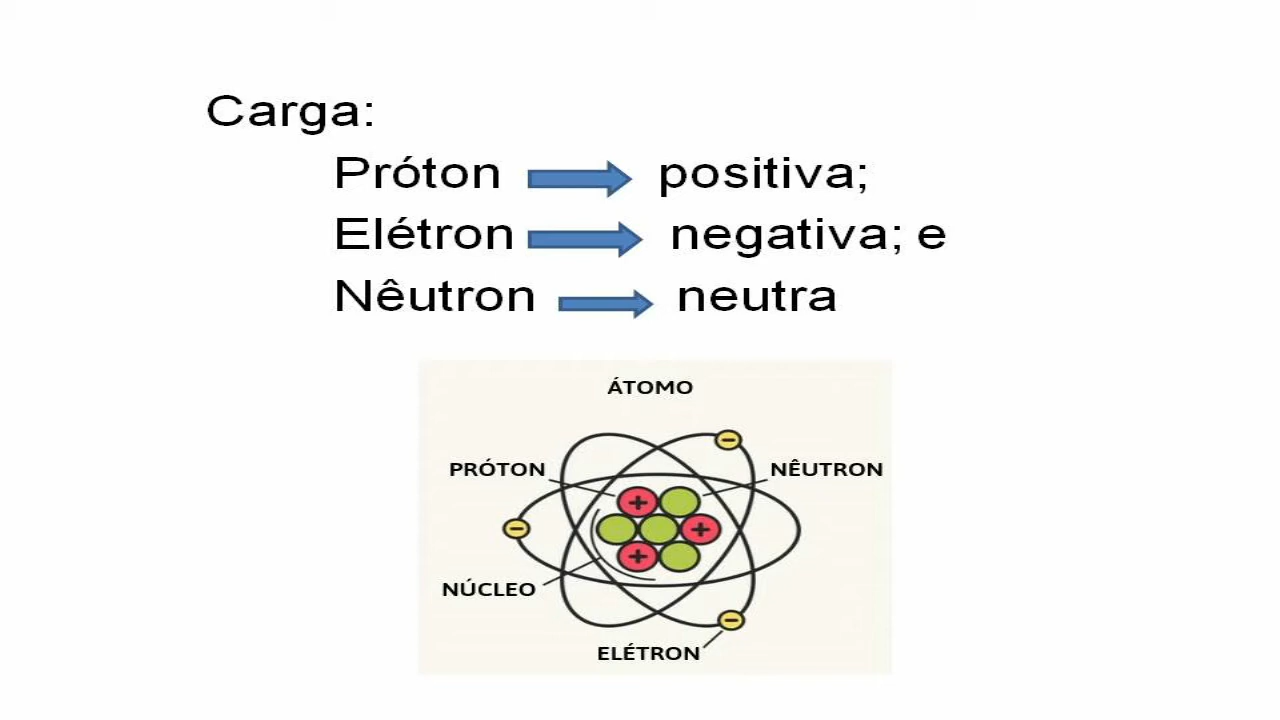 Carga:
Próton positiva;
Elétron negativa; e
Nêutron neutra
ÁTOMO
PRÓTON NÊUTRON
NÚCLEO
ELÉTRON